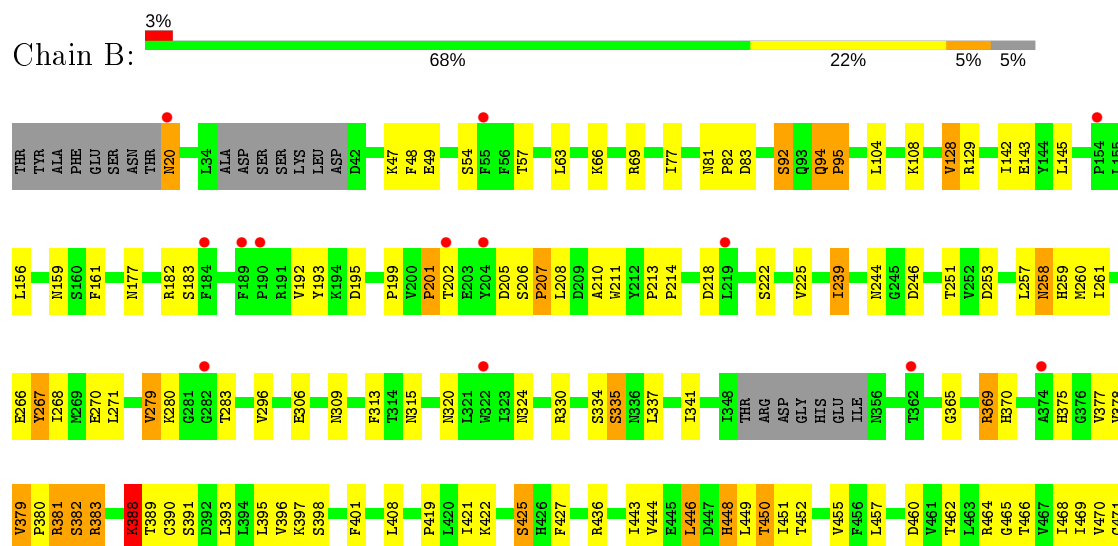 3%
Chain B:
68% 22% 5% 5%
THR TYR ALA PHE GLU SER ASN THR N20 L34 ALA ASP SER SER LYS LEU ASP D42 K47 F48 E49 S54 F55 F56 T57 L63 K66 R69 I77 N81 P82 D83 S92 Q93 Q94 P95 L104 K108 V128 R129 I142 E143 Y144 L145 P154 L155
L156 N159 S160 F161 N177 R182 S183 F184 F189 P190 R191 V192 Y193 K194 D195 P199 V200 P201 T202 E203 Y204 D205 S206 P207 L208 D209 A210 W211 Y212 P213 P214 D218 L219 S222 V225 I239 N244 G245 D246 T251 V252 D253 L257 N258 H259 M260 I261
E266 Y267 I268 M269 E270 L271 V279 K280 G281 G282 T283 V296 E306 N309 F313 T314 N315 N320 L321 W322 I323 N324 R330 S334 S335 N336 L337 I341 I348 THR ARG ASP GLY HIS GLU ILE N356 T362 G365 R369 H370 A374 H375 G376 V377
V379 P380 R381 S382 R383 K388 T389 C390 S391 D392 L393 L394 L395 V396 K397 S398 F401 L408 P419 L420 I421 K422 S425 H426 F427 R436 I443 V444 E445 L446 D447 H448 L449 T450 I451 T452 V455 F456 L457 D460 V461 T462 L463 R464 G465 T466 V467 I468 I469 V470